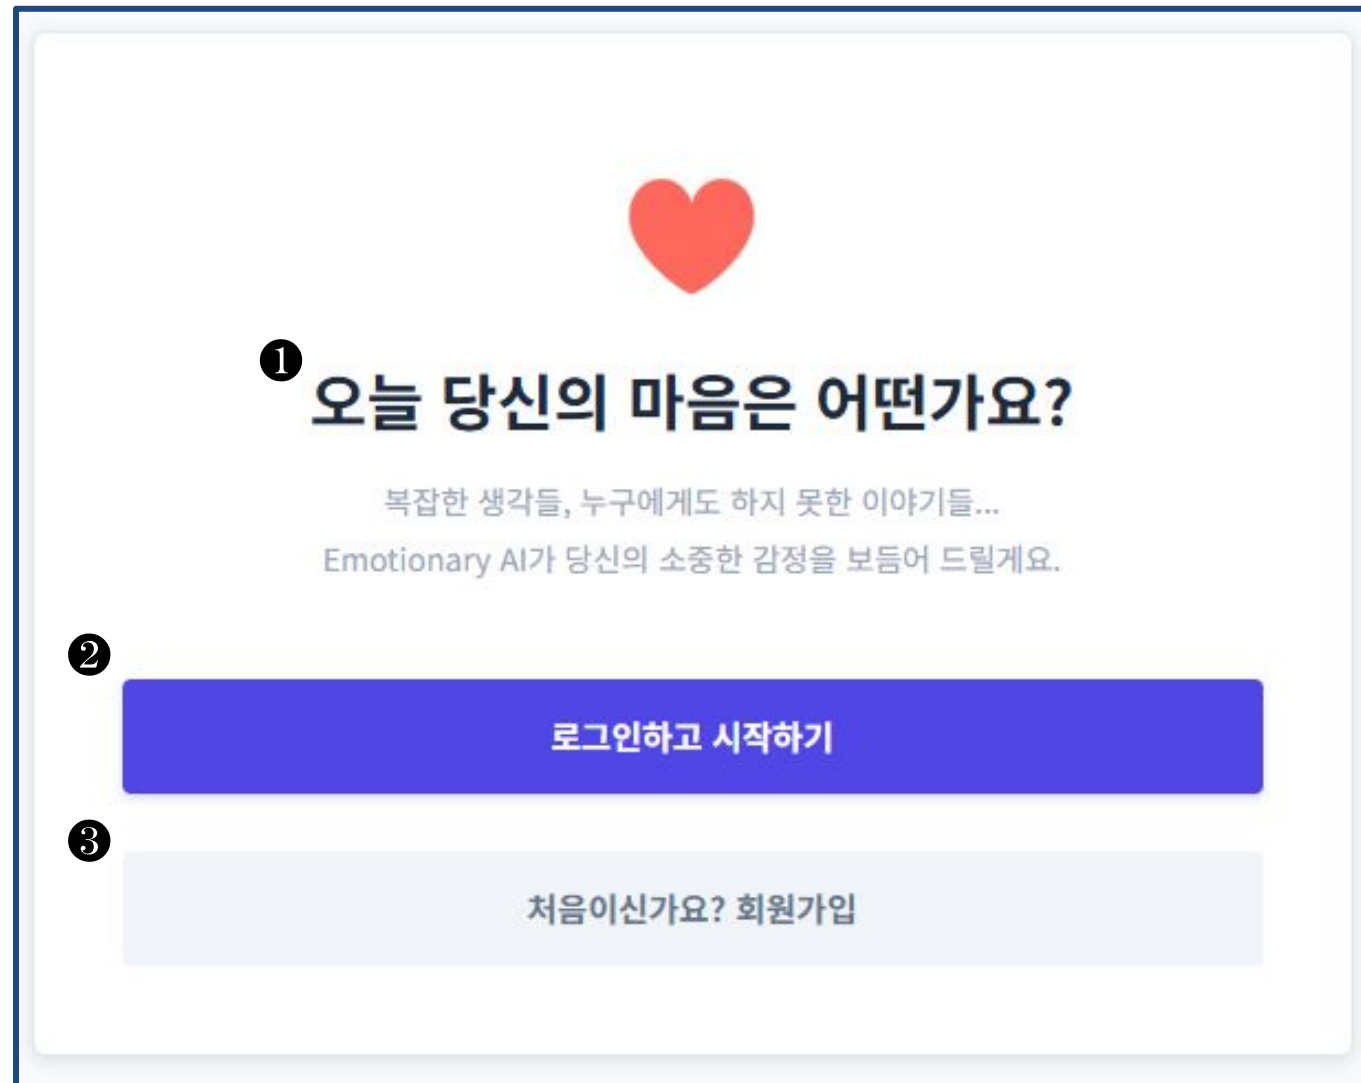 ❶
오늘 당신의 마음은 어떤가요?
복잡한 생각들, 누구에게도 하지 못한 이야기들...
Emotionary AI가 당신의 소중한 감정을 보듬어 드릴게요.
❷
로그인하고 시작하기
❸
처음이신가요? 회원가입